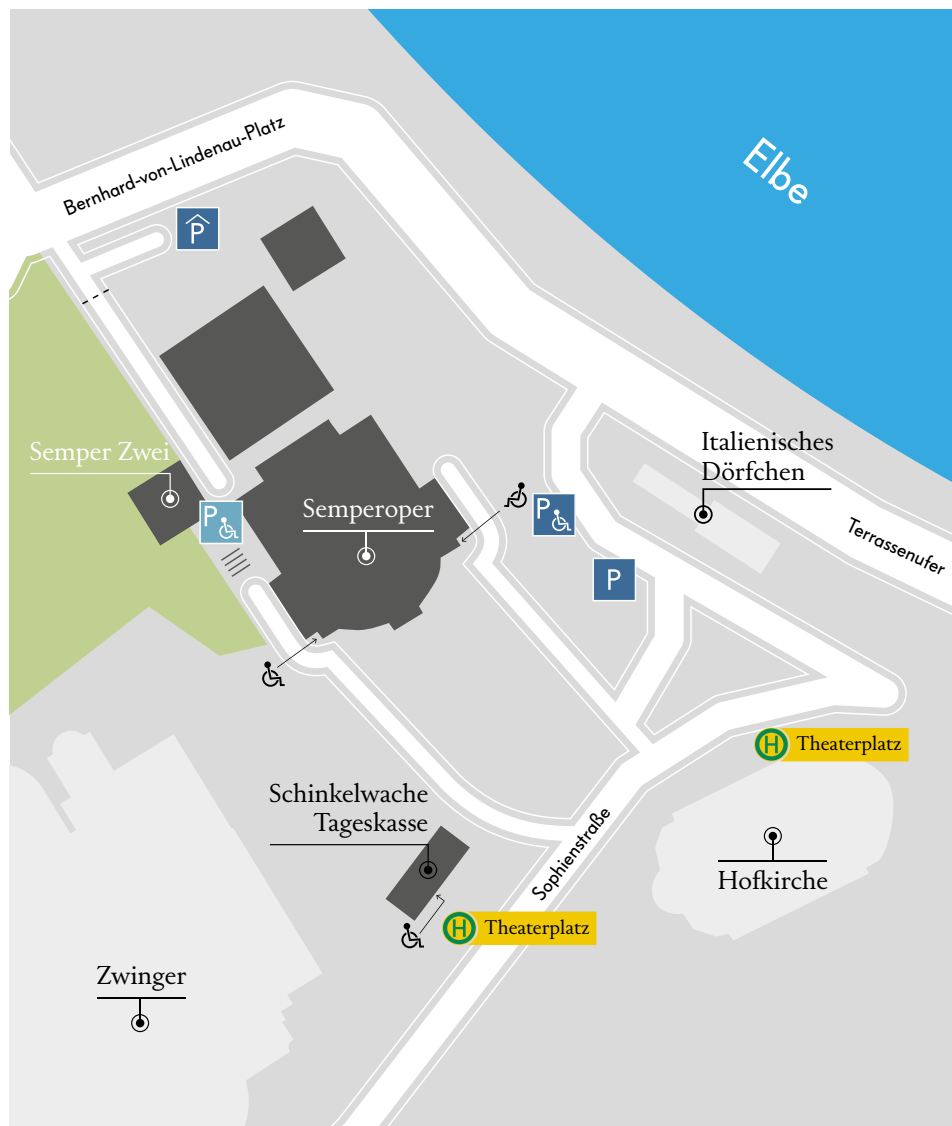 Bernhard-von-Lindenau-Platz
Elbe
P
Semper Zwei
Italienisches
Dörfchen
Semperoper
P
P
Terrassenufer
P
H Theaterplatz
Schinkelwache
Tageskasse
Sophienstraße
Hofkirche
H Theaterplatz
Zwinger